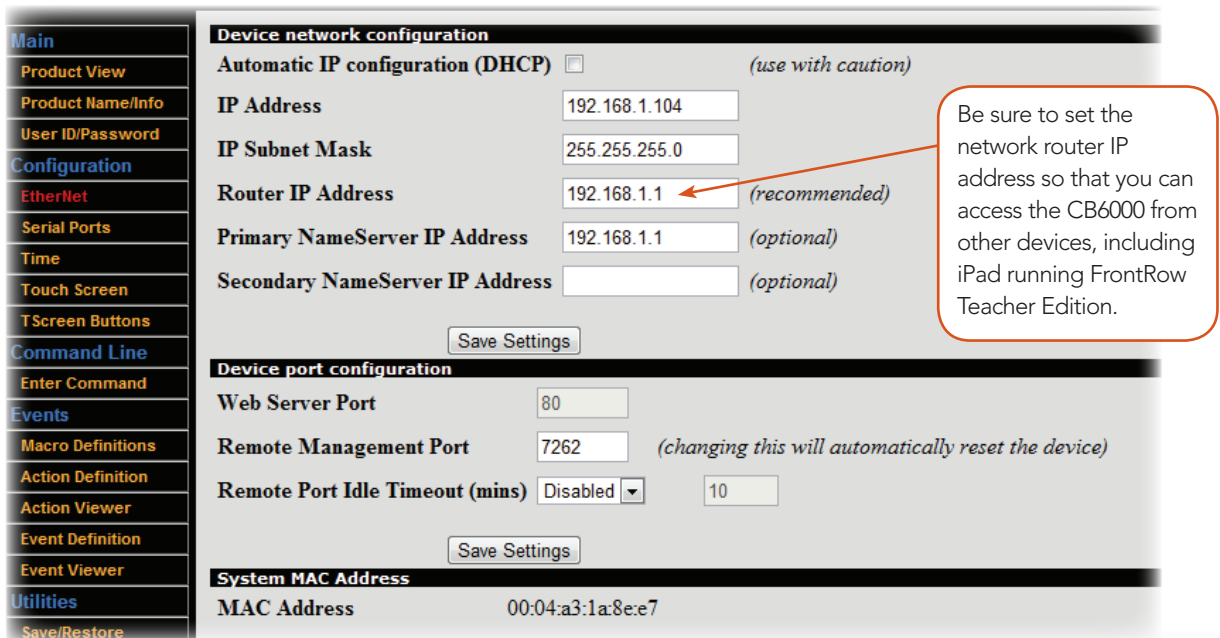 Main
Product View
Product Name/Info
User ID/Password
Configuration
EtherNet
Serial Ports
Time
Touch Screen
TScreen Buttons
Command Line
Enter Command
Events
Macro Definitions
Action Definition
Action Viewer
Event Definition
Event Viewer
Utilities
Save/Restore
Device network configuration
Automatic IP configuration (DHCP) (use with caution)
IP Address 192.168.1.104
IP Subnet Mask 255.255.255.0
Router IP Address 192.168.1.1 (recommended)
Primary NameServer IP Address 192.168.1.1 (optional)
Secondary NameServer IP Address (optional)
Save Settings
Device port configuration
Web Server Port 80
Remote Management Port 7262 (changing this will automatically reset the device)
Remote Port Idle Timeout (mins) Disabled 10
Save Settings
System MAC Address
MAC Address 00:04:a3:1a:8e:e7
Be sure to set the
network router IP
address so that you can
access the CB6000 from
other devices, including
iPad running FrontRow
Teacher Edition.